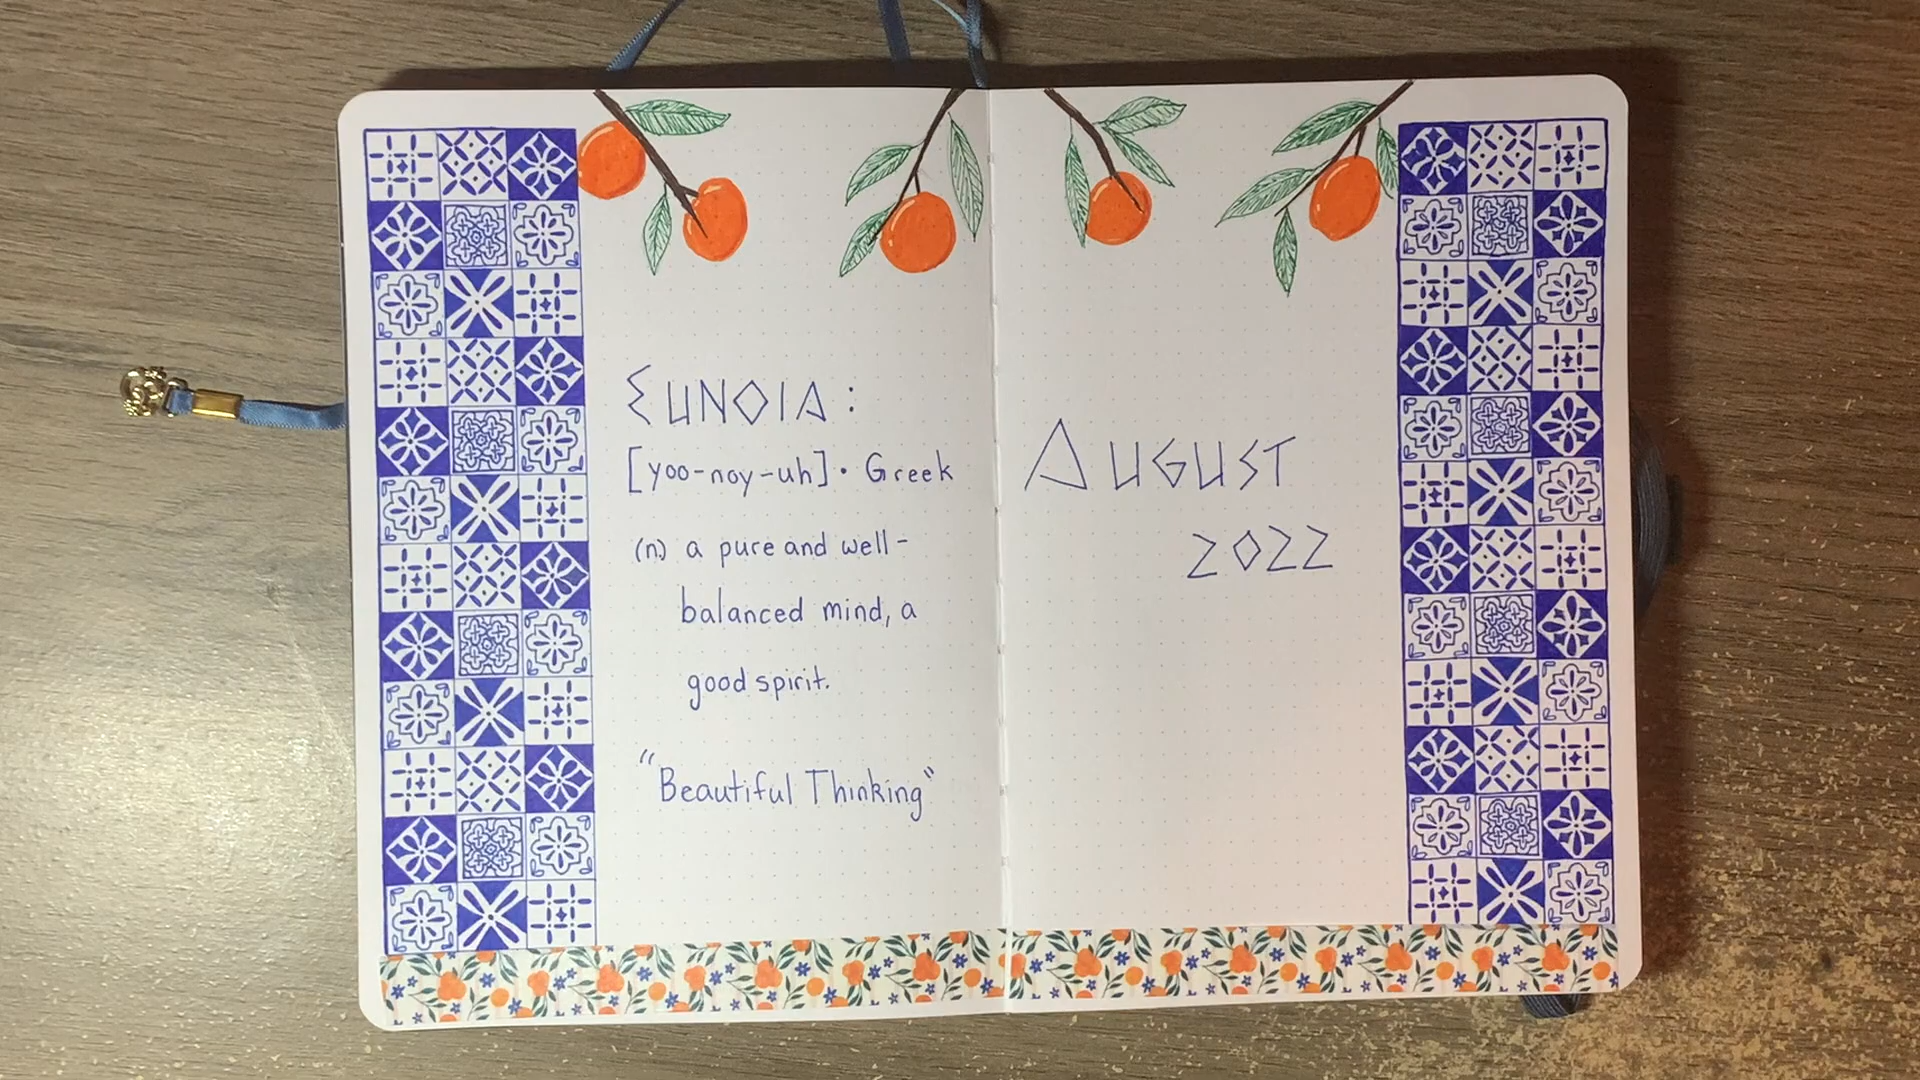 EUNOIA:
[yoo-noy-uh] • Greek
(n.) a pure and well-
balanced mind, a
good spirit.
"Beautiful Thinking"
AUGUST
2022